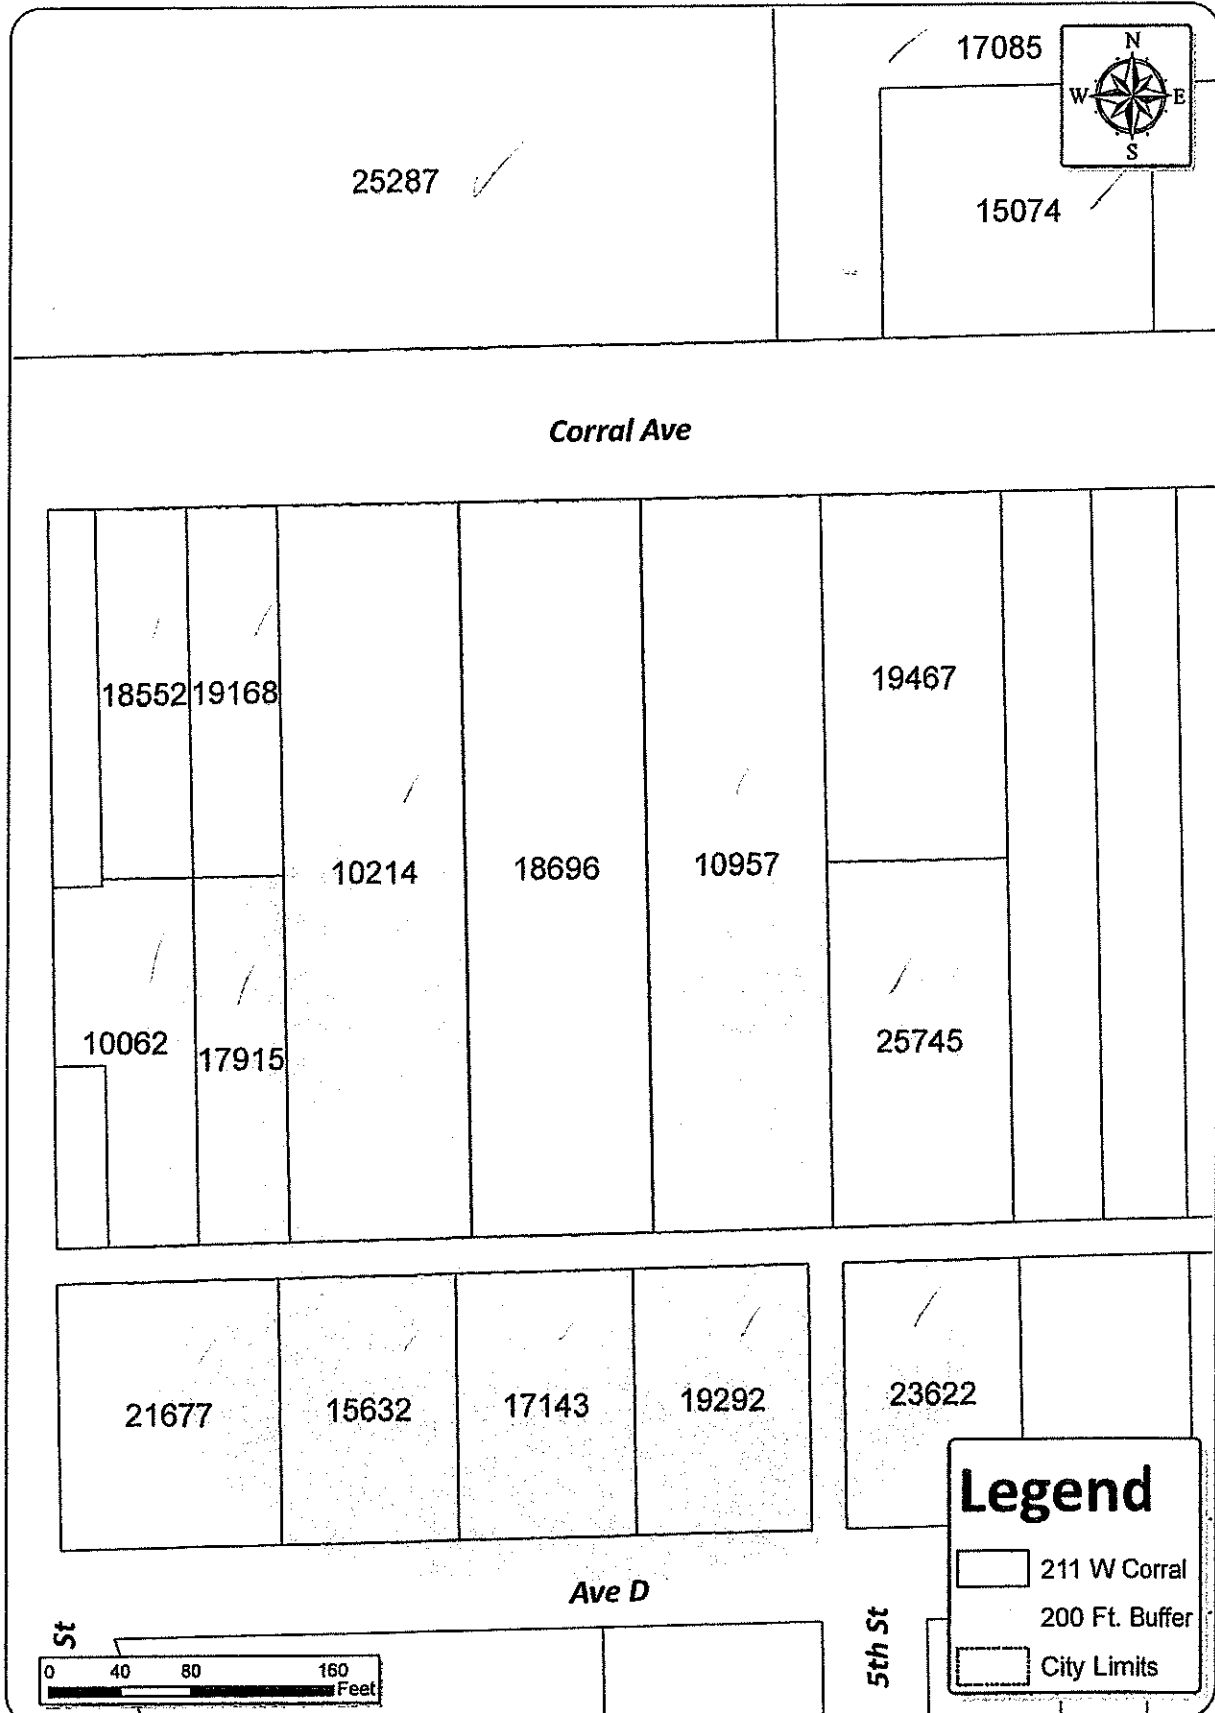 17085
N
W E
S
25287
15074
Corral Ave
18552 19168
19467
10214
18696
10957
10062
17915
25745
21677
15632
17143
19292
23622
Legend
211 W Corral
200 Ft. Buffer
City Limits
Ave D
St
5th St
0 40 80 160
Feet